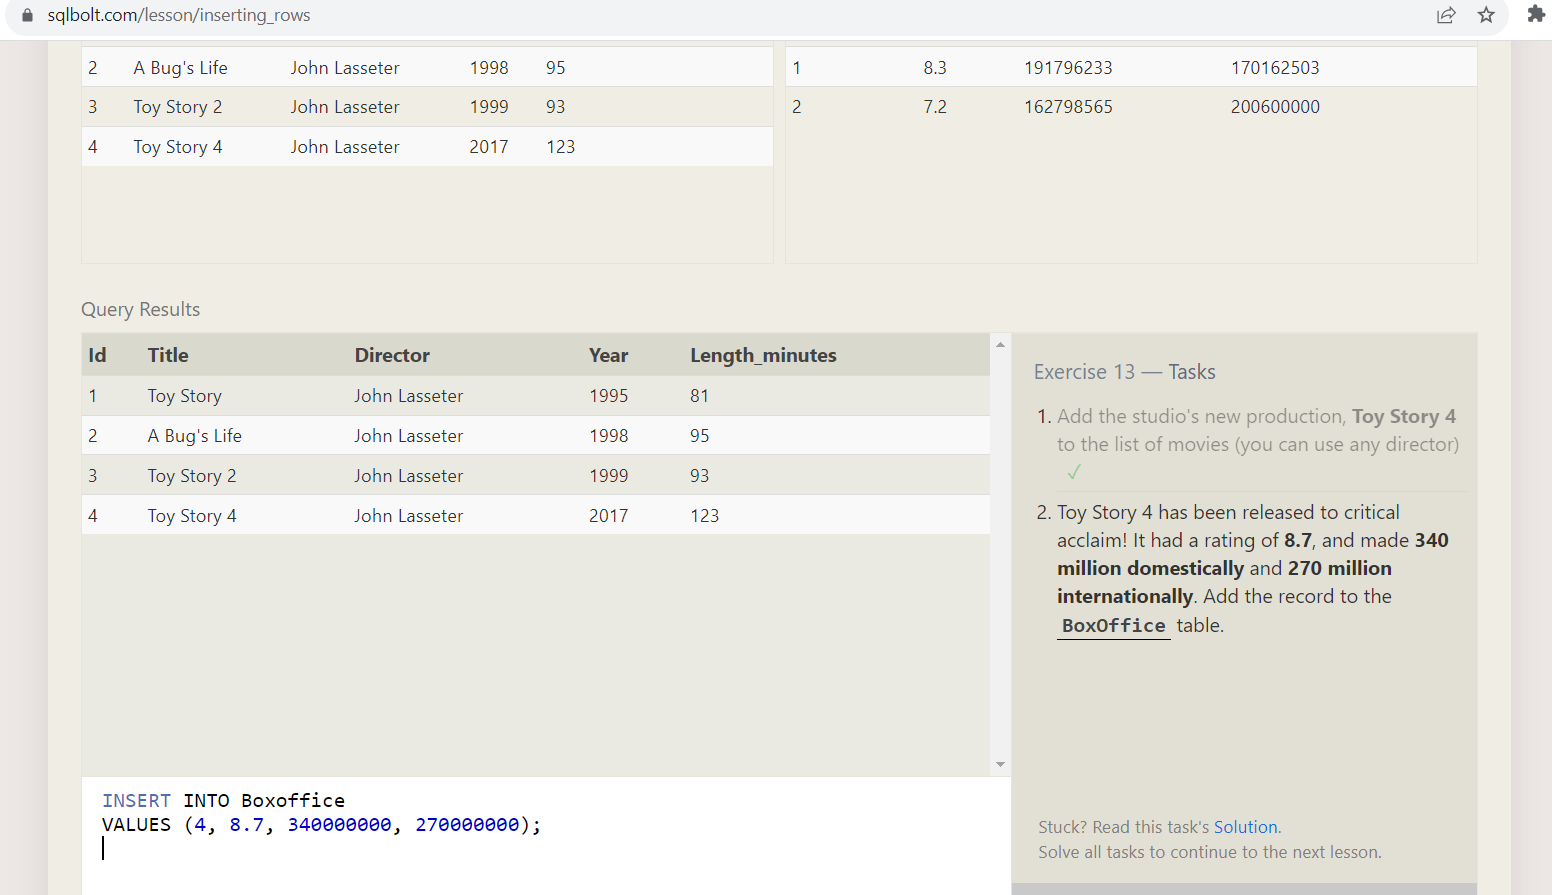 sqlbolt.com/lesson/inserting_rows
2 A Bug's Life John Lasseter 1998 95
3 Toy Story 2 John Lasseter 1999 93
4 Toy Story 4 John Lasseter 2017 123
1 8.3 191796233 170162503
2 7.2 162798565 200600000
Query Results
Id Title Director Year Length_minutes
1 Toy Story John Lasseter 1995 81
2 A Bug's Life John Lasseter 1998 95
3 Toy Story 2 John Lasseter 1999 93
4 Toy Story 4 John Lasseter 2017 123
INSERT INTO Boxoffice
VALUES (4, 8.7, 340000000, 270000000);
Exercise 13 — Tasks
1. Add the studio's new production, Toy Story 4
to the list of movies (you can use any director)
✓
2. Toy Story 4 has been released to critical
acclaim! It had a rating of 8.7, and made 340
million domestically and 270 million
internationally. Add the record to the
BoxOffice table.
Stuck? Read this task's Solution.
Solve all tasks to continue to the next lesson.